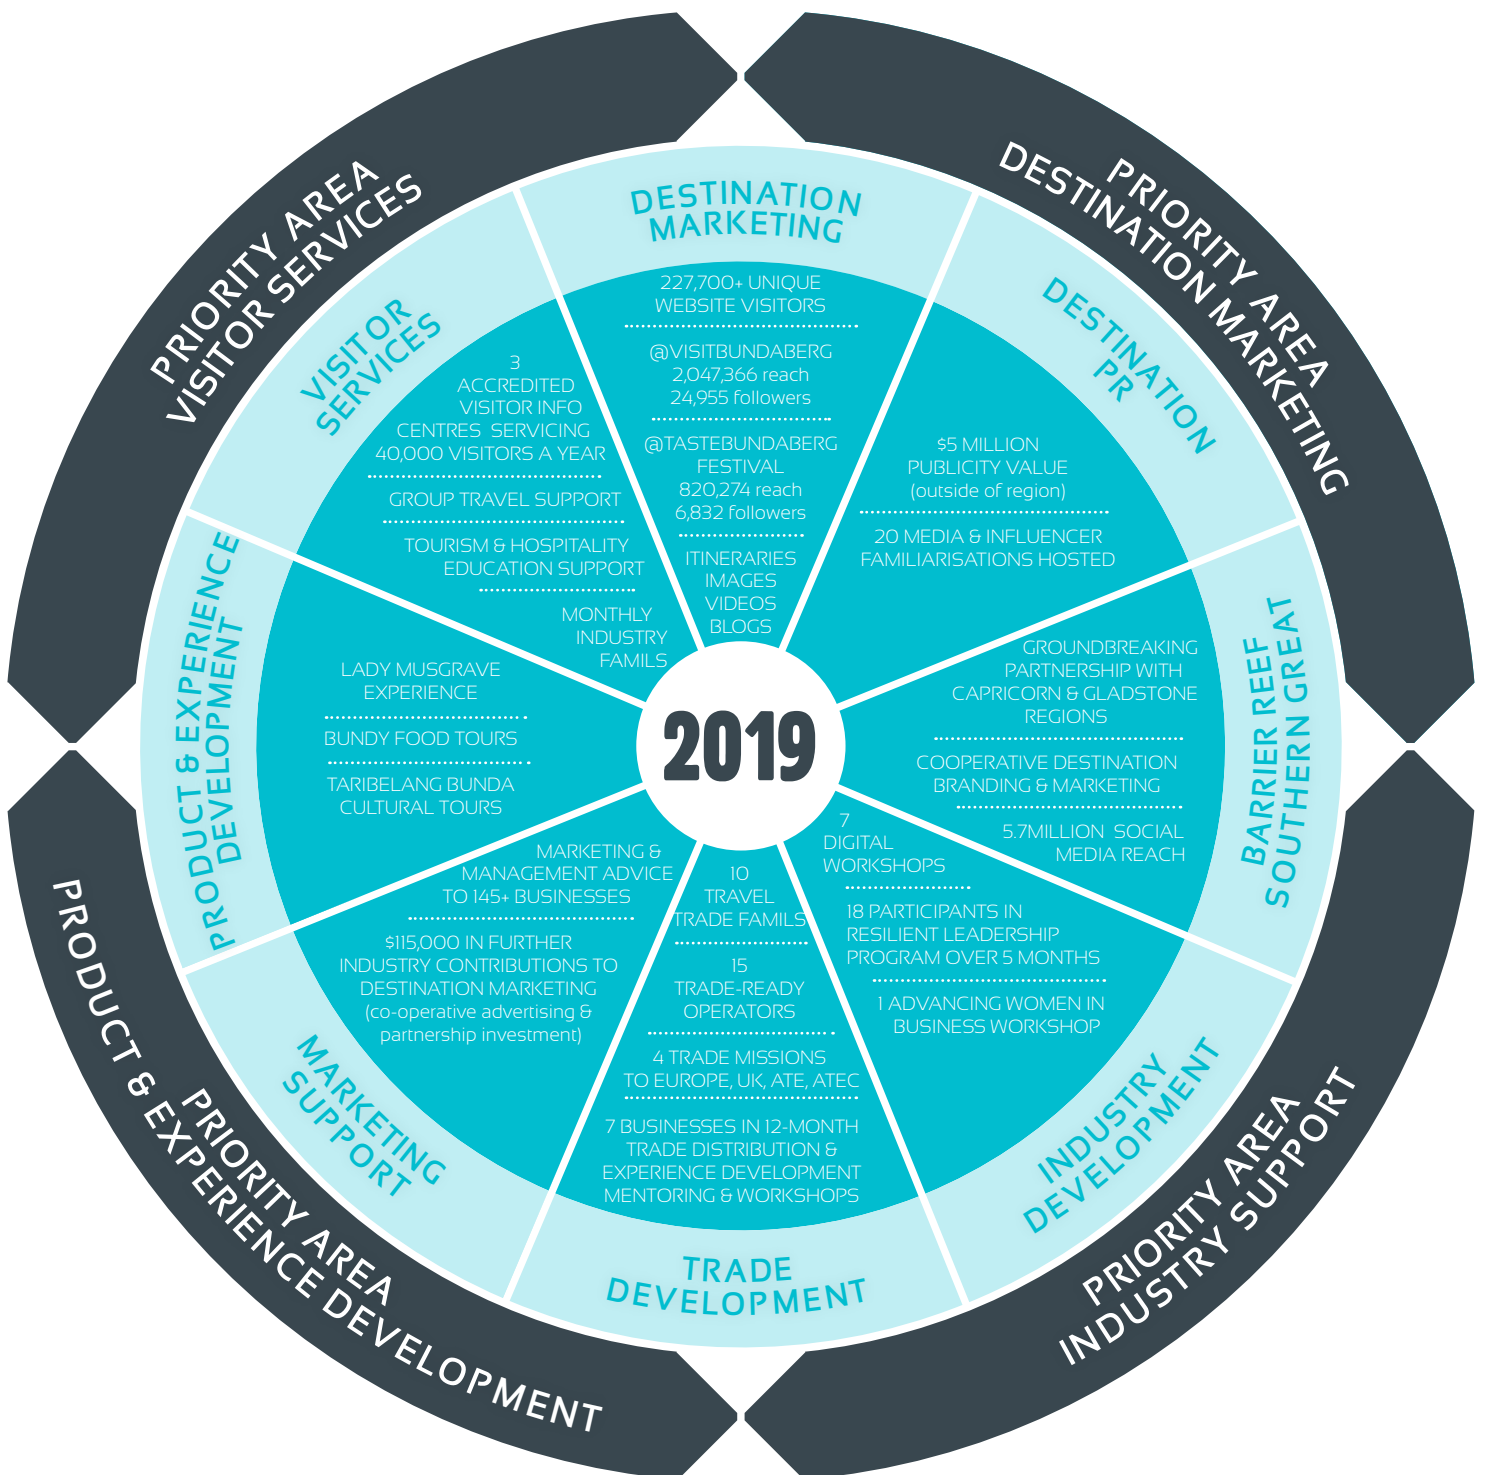 PRIORITY AREA
VISITOR SERVICES
PRIORITY AREA
DESTINATION MARKETING
PRIORITY AREA
INDUSTRY SUPPORT
PRIORITY AREA
PRODUCT & EXPERIENCE DEVELOPMENT
2019
DESTINATION
MARKETING
227,700+ UNIQUE
WEBSITE VISITORS
@VISITBUNDABERG
2,047,366 reach
24,955 followers
@TASTEBUNDABERG
FESTIVAL
820,274 reach
6,832 followers
ITINERARIES
IMAGES
VIDEOS
BLOGS
DESTINATION
PR
$5 MILLION
PUBLICITY VALUE
(outside of region)
20 MEDIA & INFLUENCER
FAMILIARISATIONS HOSTED
BARRIER REEF
SOUTHERN GREAT
GROUNDBREAKING
PARTNERSHIP WITH
CAPRICORN & GLADSTONE
REGIONS
COOPERATIVE DESTINATION
BRANDING & MARKETING
5.7MILLION SOCIAL
MEDIA REACH
INDUSTRY
DEVELOPMENT
7
DIGITAL
WORKSHOPS
18 PARTICIPANTS IN
RESILIENT LEADERSHIP
PROGRAM OVER 5 MONTHS
1 ADVANCING WOMEN IN
BUSINESS WORKSHOP
TRADE
DEVELOPMENT
10
TRAVEL
TRADE FAMILS
15
TRADE-READY
OPERATORS
4 TRADE MISSIONS
TO EUROPE, UK, ATE, ATEC
7 BUSINESSES IN 12-MONTH
TRADE DISTRIBUTION &
EXPERIENCE DEVELOPMENT
MENTORING & WORKSHOPS
MARKETING
SUPPORT
MARKETING &
MANAGEMENT ADVICE
TO 145+ BUSINESSES
$115,000 IN FURTHER
INDUSTRY CONTRIBUTIONS TO
DESTINATION MARKETING
(co-operative advertising &
partnership investment)
PRODUCT & EXPERIENCE
DEVELOPMENT
LADY MUSGRAVE
EXPERIENCE
BUNDY FOOD TOURS
TARIBELANG BUNDA
CULTURAL TOURS
VISITOR
SERVICES
3
ACCREDITED
VISITOR INFO
CENTRES SERVICING
40,000 VISITORS A YEAR
GROUP TRAVEL SUPPORT
TOURISM & HOSPITALITY
EDUCATION SUPPORT
MONTHLY
INDUSTRY
FAMILS